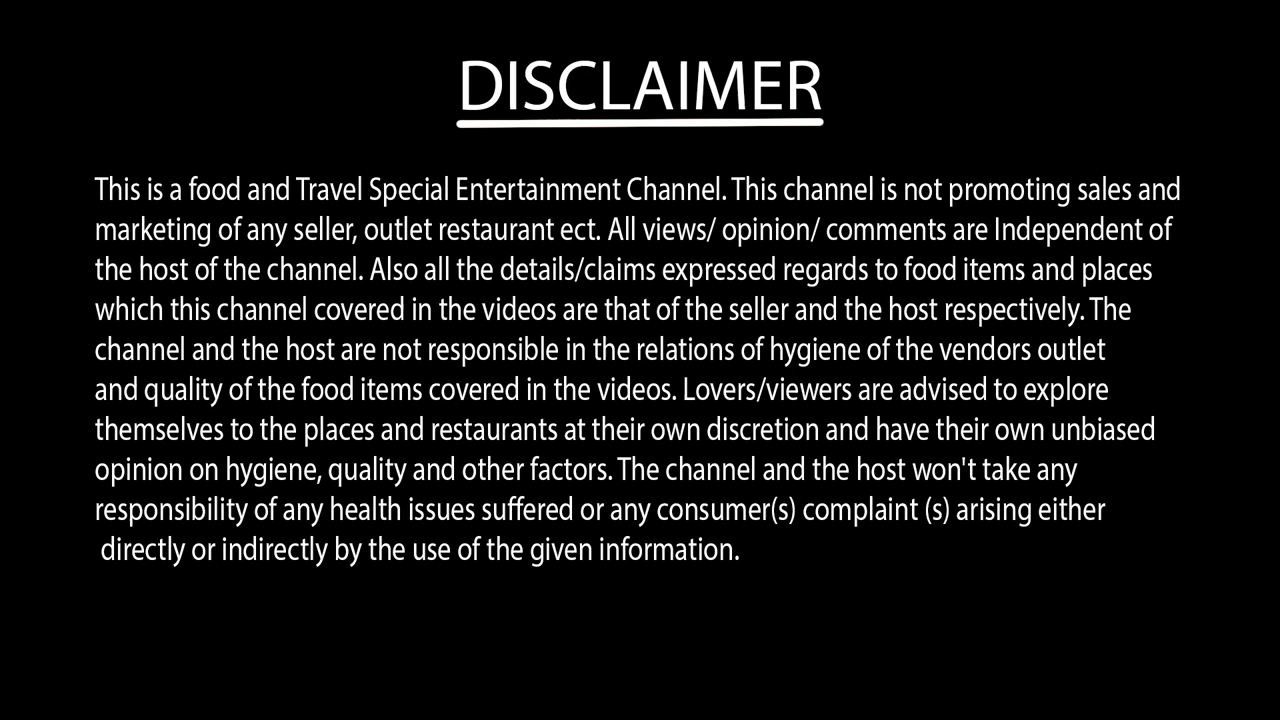 DISCLAIMER
This is a food and Travel Special Entertainment Channel. This channel is not promoting sales and
marketing of any seller, outlet restaurant ect. All views/ opinion/ comments are Independent of
the host of the channel. Also all the details/claims expressed regards to food items and places
which this channel covered in the videos are that of the seller and the host respectively. The
channel and the host are not responsible in the relations of hygiene of the vendors outlet
and quality of the food items covered in the videos. Lovers/viewers are advised to explore
themselves to the places and restaurants at their own discretion and have their own unbiased
opinion on hygiene, quality and other factors. The channel and the host won't take any
responsibility of any health issues suffered or any consumer(s) complaint (s) arising either
directly or indirectly by the use of the given information.